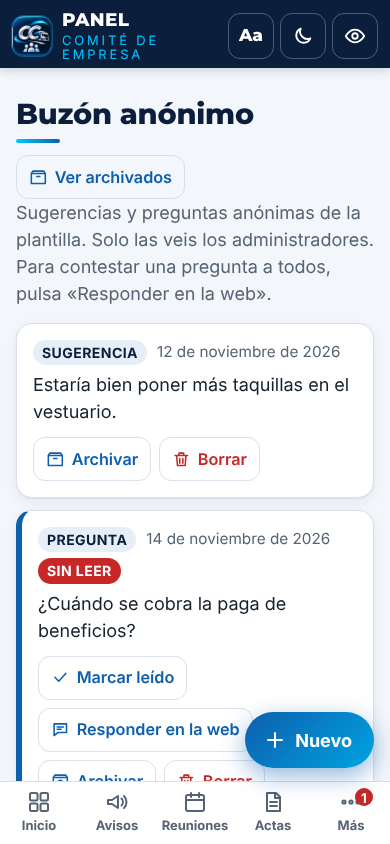 PANEL
COMITÉ DE
EMPRESA
Aa
Buzón anónimo
Ver archivados
Sugerencias y preguntas anónimas de la
plantilla. Solo las veis los administradores.
Para contestar una pregunta a todos,
pulsa «Responder en la web».
SUGERENCIA 12 de noviembre de 2026
Estaría bien poner más taquillas en el
vestuario.
Archivar Borrar
PREGUNTA 14 de noviembre de 2026
SIN LEER
¿Cuándo se cobra la paga de
beneficios?
Marcar leído
Responder en la web
Nuevo
Archivar Borrar
1
Inicio Avisos Reuniones Actas Más